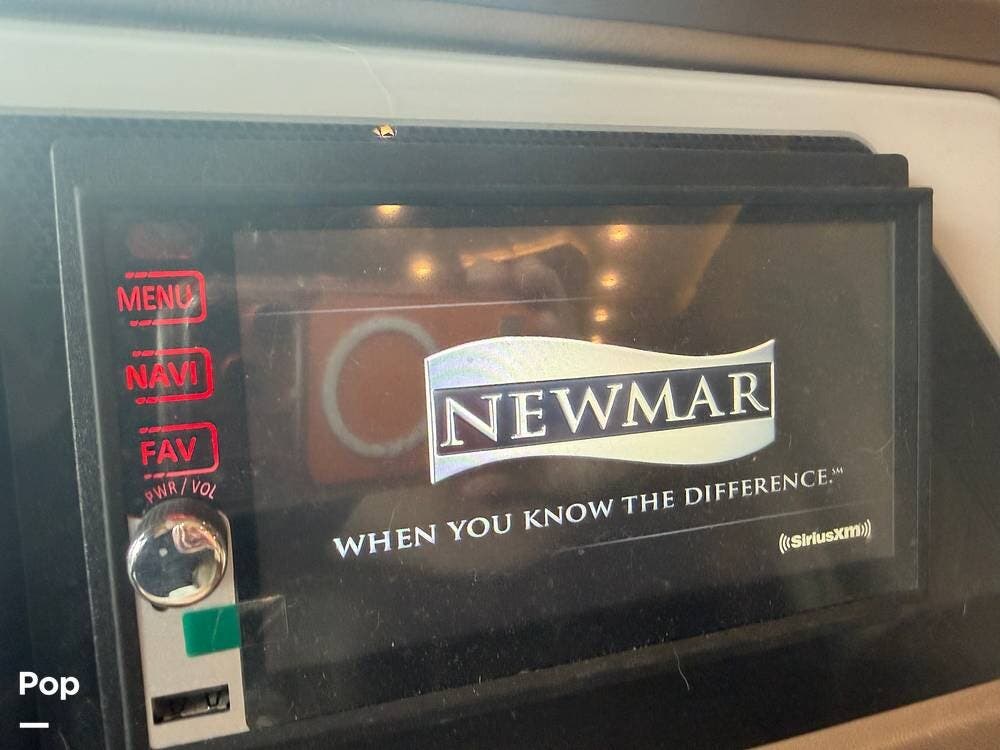 MENU
NAVI
FAV
PWR/VOL
NEWMAR
WHEN YOU KNOW THE DIFFERENCE.℠
((SiriusXM))
Pop